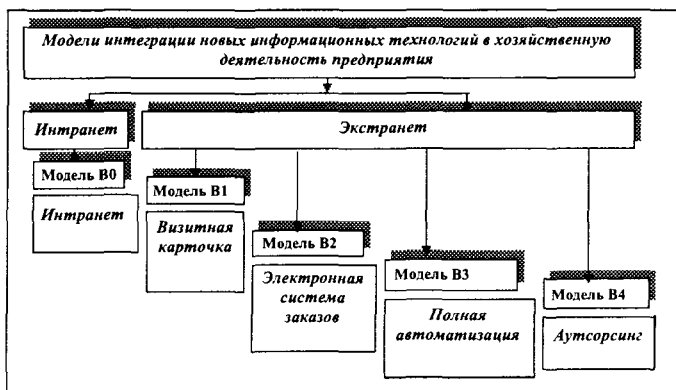 Модели интеграции новых информационных технологий в хозяйственную
деятельность предприятия
Интранет
Экстранет
Модель В0
Интранет
Модель В1
Визитная
карточка
Модель В2
Электронная
система
заказов
Модель В3
Полная
автоматизация
Модель В4
Аутсорсинг